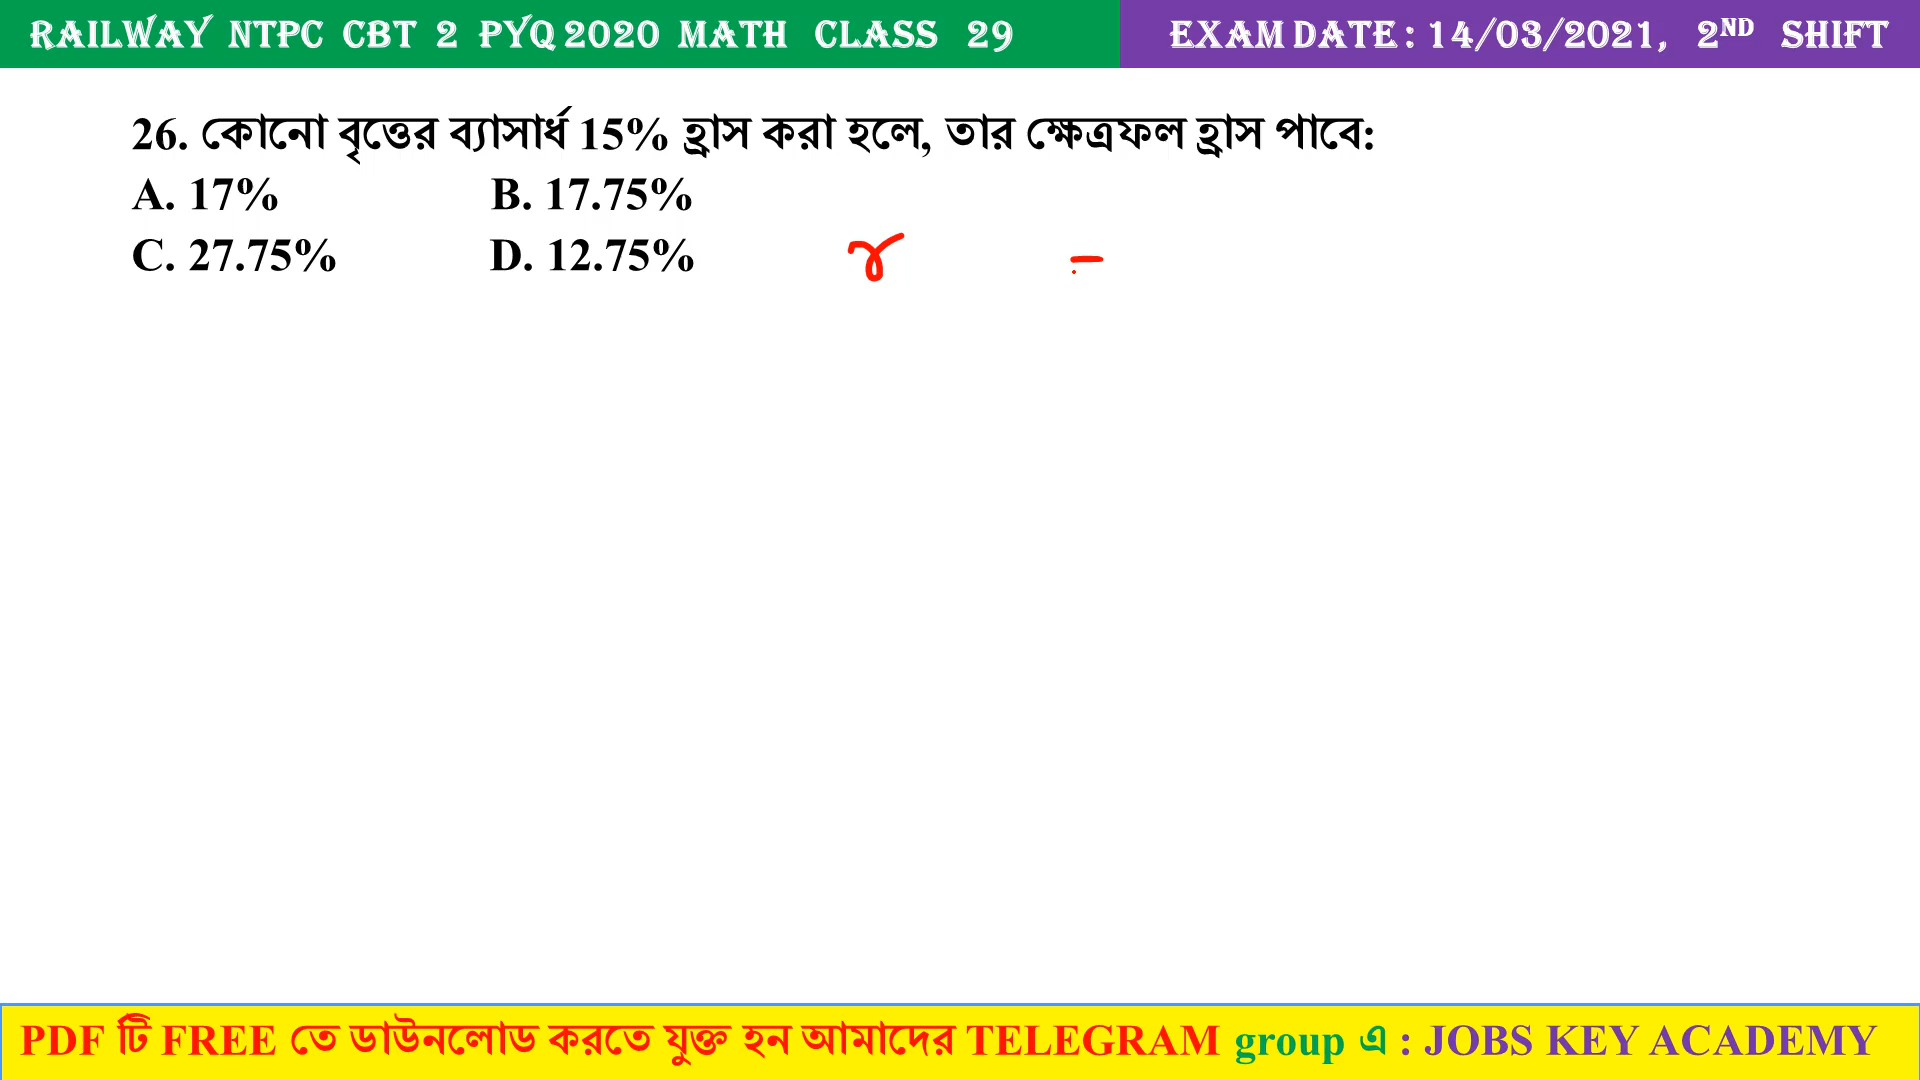 RAILWAY NTPC CBT 2 PYQ 2020 MATH CLASS 29
EXAM DATE : 14/03/2021, 2ND SHIFT
26. কোনো বৃত্তের ব্যাসার্ধ 15% হ্রাস করা হলে, তার ক্ষেত্রফল হ্রাস পাবে:
A. 17% B. 17.75%
C. 27.75% D. 12.75%
PDF টি FREE তে ডাউনলোড করতে যুক্ত হন আমাদের TELEGRAM group এ : JOBS KEY ACADEMY